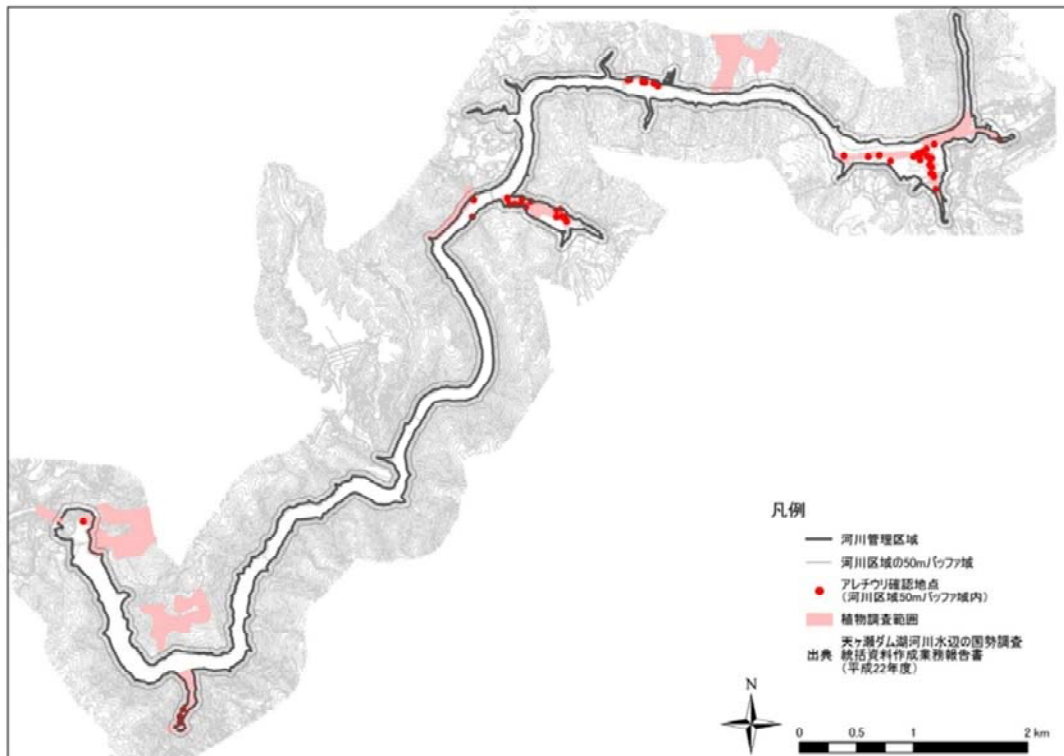 凡例
河川管理区域
河川区域の50mバッファ域
アレチウリ確認地点
(河川区域50mバッファ域内)
植物調査範囲
出典 天ヶ瀬ダム湖河川水辺の国勢調査
統括資料作成業務報告書
(平成22年度)
N
0 0.5 1 2 km